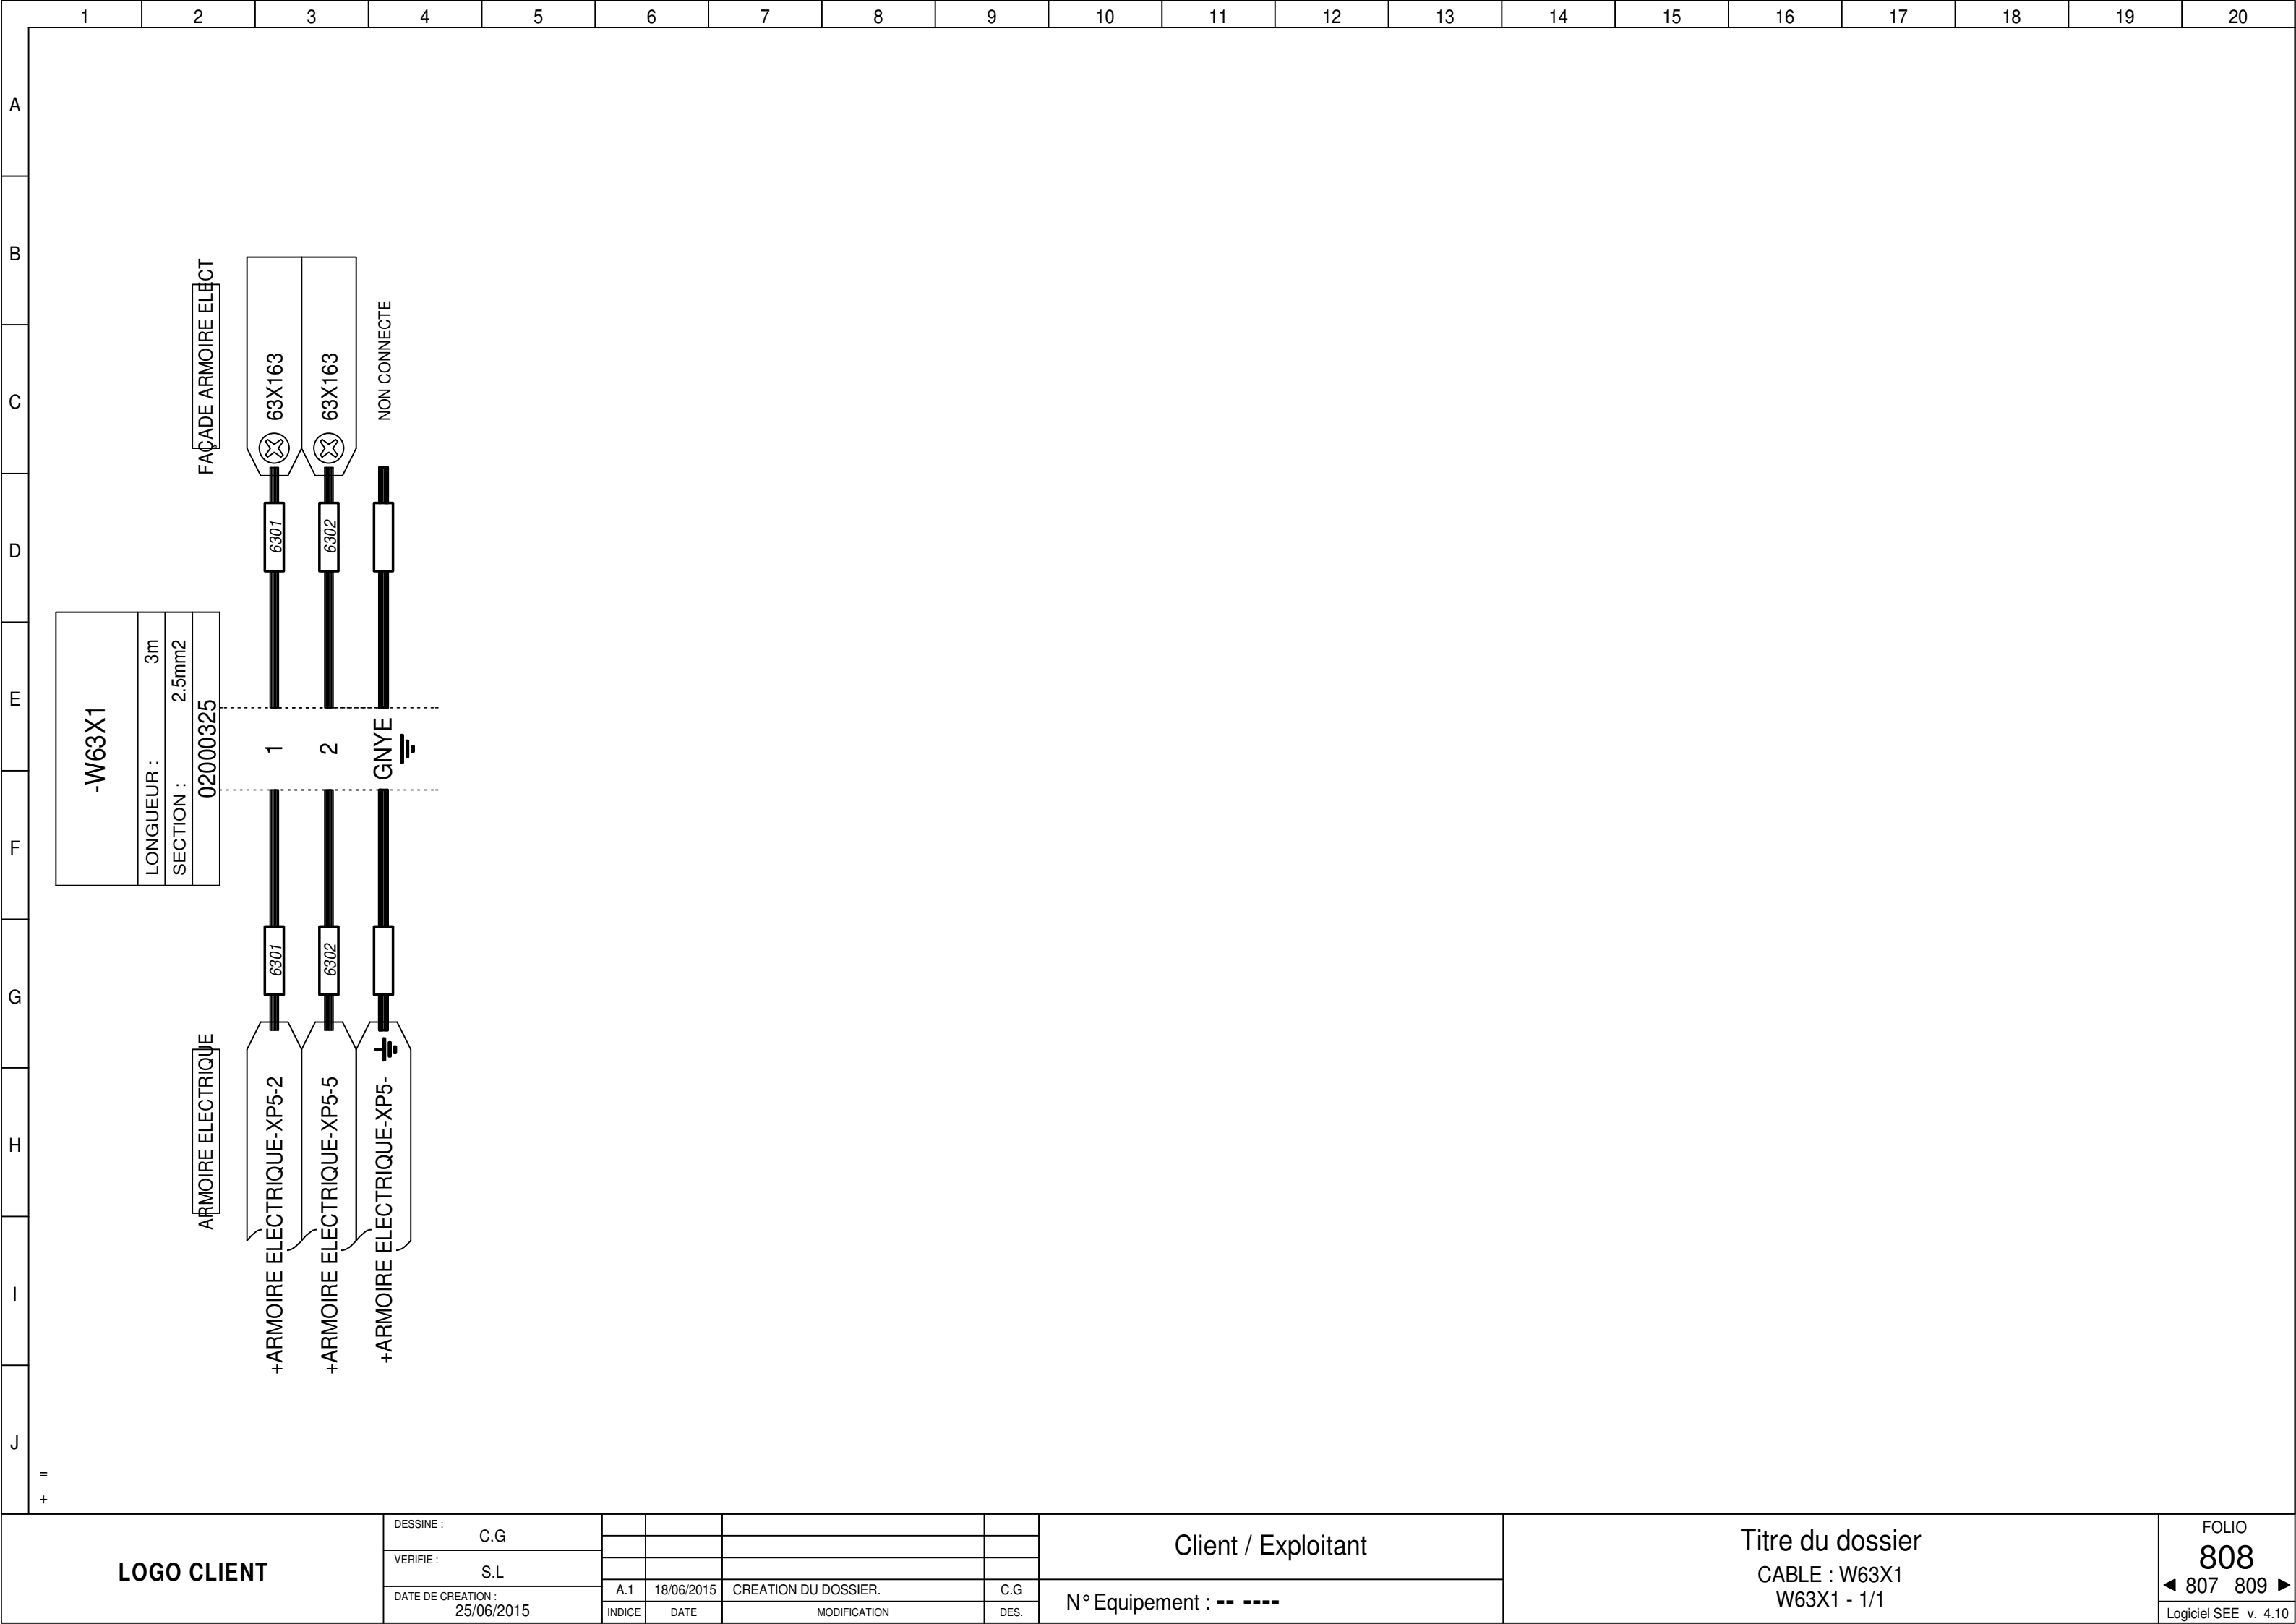 1 2 3 4 5 6 7 8 9 10 11 12 13 14 15 16 17 18 19 20
A
B
C
D
E
F
G
H
I
J
-W63X1
LONGUEUR : 3m
SECTION : 2.5mm2
02000325
FAÇADE ARMOIRE ELECT
63X163
63X163
NON CONNECTE
6301
6302
1
2
GNYE
6301
6302
ARMOIRE ELECTRIQUE
+ARMOIRE ELECTRIQUE-XP5-2
+ARMOIRE ELECTRIQUE-XP5-5
+ARMOIRE ELECTRIQUE-XP5-
=
+
LOGO CLIENT
DESSINE :
C.G
VERIFIE :
S.L
DATE DE CREATION :
25/06/2015
A.1 18/06/2015 CREATION DU DOSSIER. C.G
INDICE DATE MODIFICATION DES.
Client / Exploitant
N° Equipement : -- ----
Titre du dossier
CABLE : W63X1
W63X1 - 1/1
FOLIO
808
807 809
Logiciel SEE v. 4.10